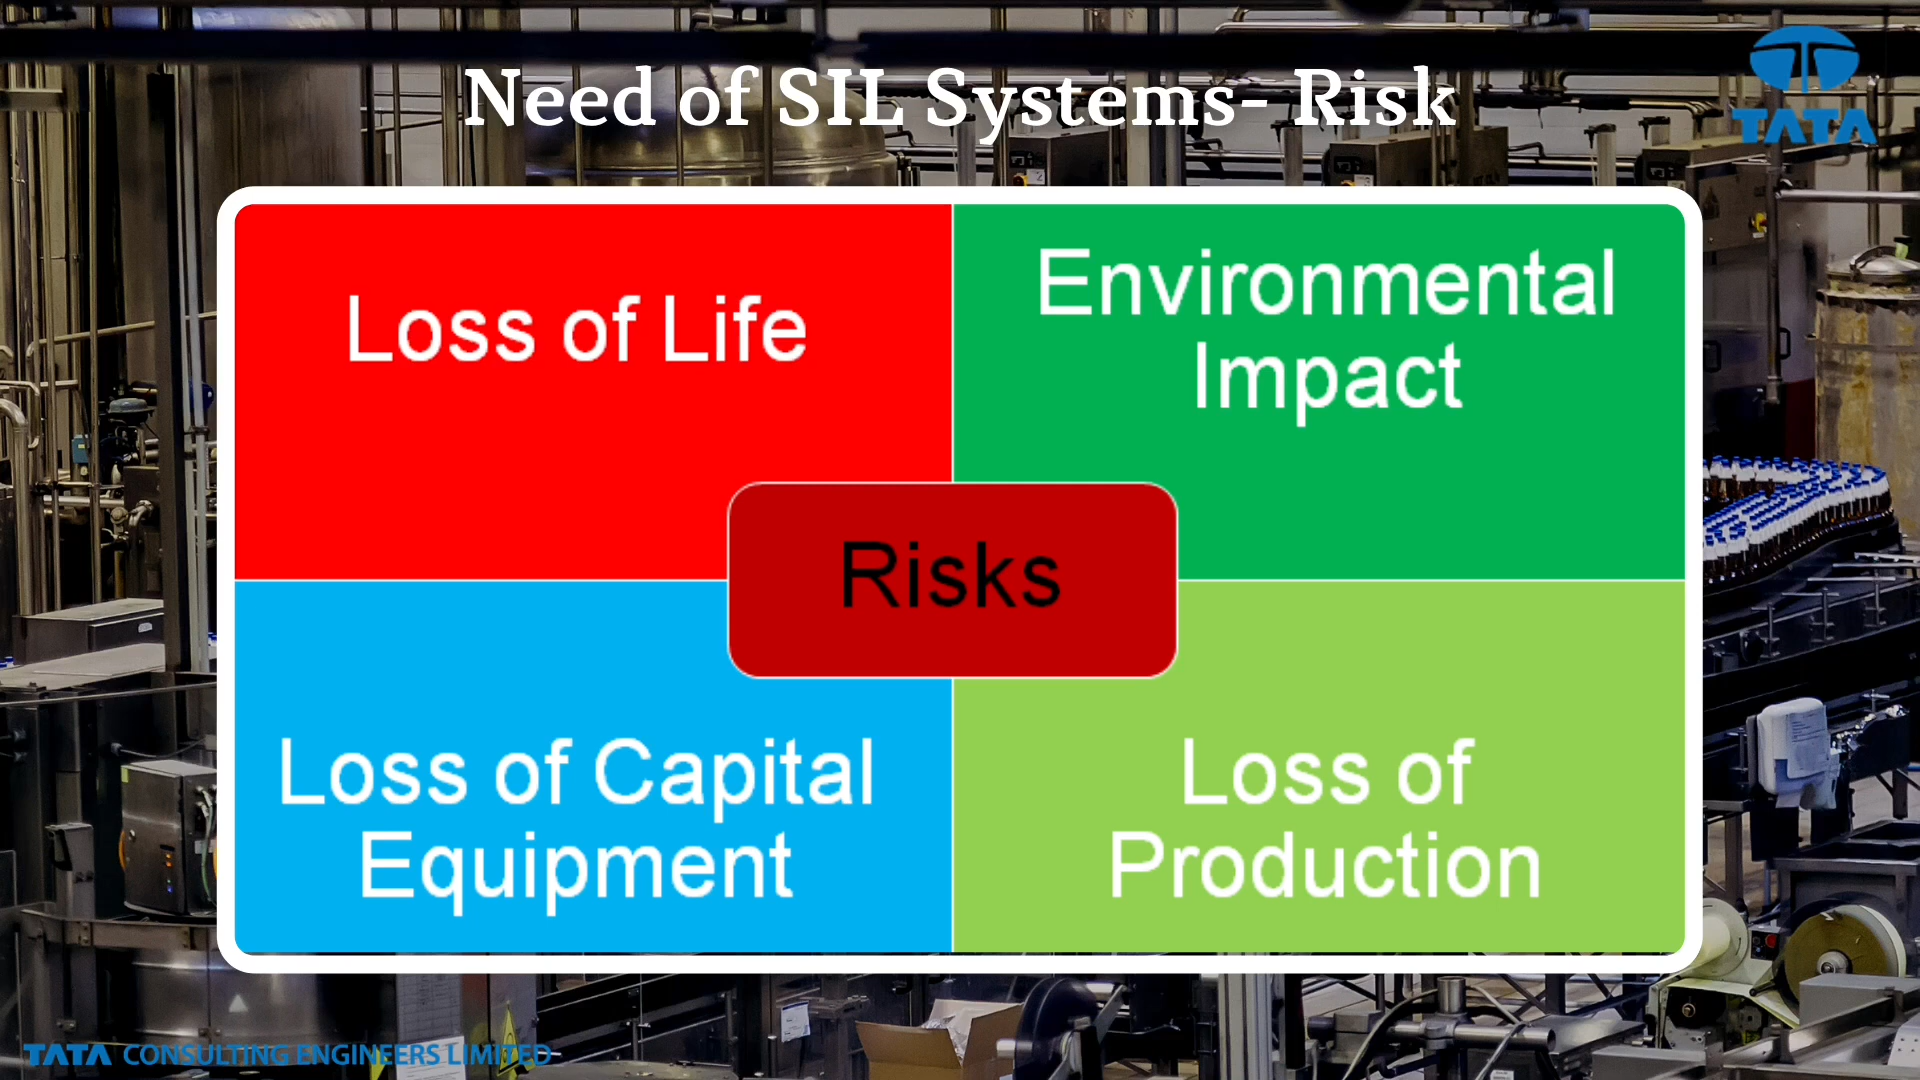 Need of SIL Systems- Risk
TATA
Loss of Life
Environmental
Impact
Risks
Loss of Capital
Equipment
Loss of
Production
TATA CONSULTING ENGINEERS LIMITED